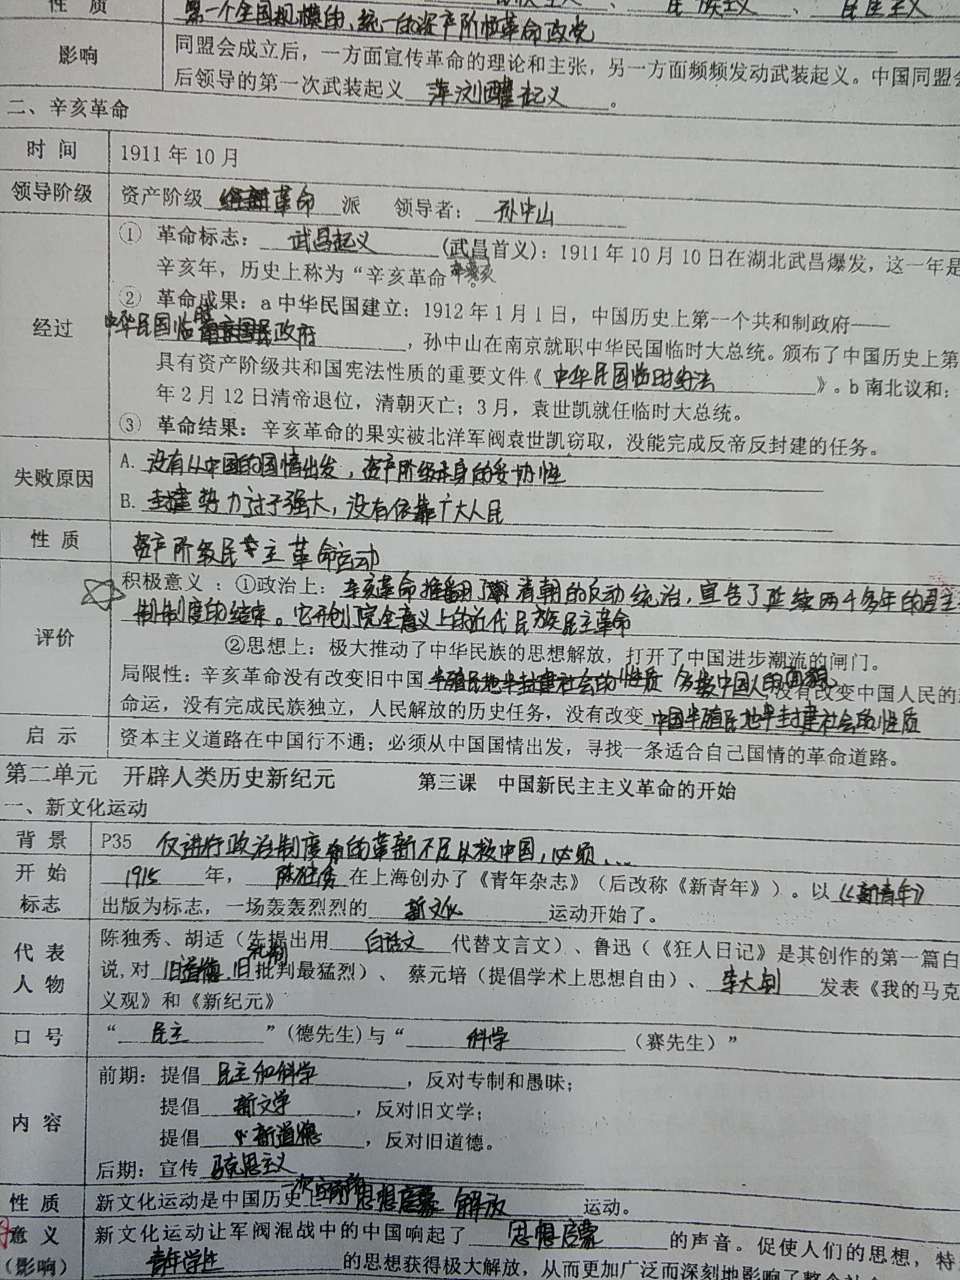 性 质
第一个全国规模的、统一的资产阶级革命政党
影响
同盟会成立后，一方面宣传革命的理论和主张，另一方面频频发动武装起义。中国同盟会
后领导的第一次武装起义 萍浏醴起义 。
二、辛亥革命
时 间 1911 年 10 月
领导阶级 资产阶级 革命 派 领导者： 孙中山
① 革命标志： 武昌起义 (武昌首义)：1911 年 10 月 10 日在湖北武昌爆发，这一年是
辛亥年，历史上称为“辛亥革命
经过
② 革命成果：a 中华民国建立：1912 年 1 月 1 日，中国历史上第一个共和制政府——
中华民国临时政府 ，孙中山在南京就职中华民国临时大总统。颁布了中国历史上第
具有资产阶级共和国宪法性质的重要文件《 中华民国临时约法 》。b 南北议和：
年 2 月 12 日清帝退位，清朝灭亡；3 月，袁世凯就任临时大总统。
③ 革命结果：辛亥革命的果实被北洋军阀袁世凯窃取，没能完成反帝反封建的任务。
失败原因
A. 没有从中国的国情出发，资产阶级本身的妥协性
B. 封建势力过于强大，没有依靠广大人民
性 质 资产阶级民主主革命运动
评价
积极意义 ：①政治上： 辛亥革命推翻了清朝的反动统治，宣告了延续两千多年的君主
制制度的结束。它开创了完全意义上的近代民族民主革命
②思想上：极大推动了中华民族的思想解放，打开了中国进步潮流的闸门。
局限性：辛亥革命没有改变旧中国 半殖民地半封建社会的性质 ，没有改变中国人民的
命运，没有完成民族独立，人民解放的历史任务，没有改变 中国半殖民地半封建社会的性质
启 示 资本主义道路在中国行不通；必须从中国国情出发，寻找一条适合自己国情的革命道路。
第二单元 开辟人类历史新纪元 第三课 中国新民主主义革命的开始
一、新文化运动
背 景 P35 仅进行政治制度的革新不足以救中国，必须...
开 始
标志
1915 年， 陈独秀 在上海创办了《青年杂志》（后改称《新青年》）。以 《新青年》
出版为标志，一场轰轰烈烈的 新文化 运动开始了。
代 表
人 物
陈独秀、胡适（先提出用 白话文 代替文言文）、鲁迅（《狂人日记》是其创作的第一篇白
说，对 旧道德 旧礼制批判最猛烈）、 蔡元培（提倡学术上思想自由）、 李大钊 发表《我的马克
义观》和《新纪元》
口 号 “ 民主 ”(德先生)与“ 科学 （赛先生）”
内 容
前期：提倡 民主和科学 ，反对专制和愚昧；
提倡 新文学 ，反对旧文学；
提倡 新道德 ，反对旧道德。
后期：宣传 马克思主义
性 质 新文化运动是中国历史上一次空前的思想启蒙 解放 运动。
意 义
（影响）
新文化运动让军阀混战中的中国响起了 思想启蒙 的声音。促使人们的思想，特
青年学生 的思想获得极大解放，从而更加广泛而深刻地影响了整个